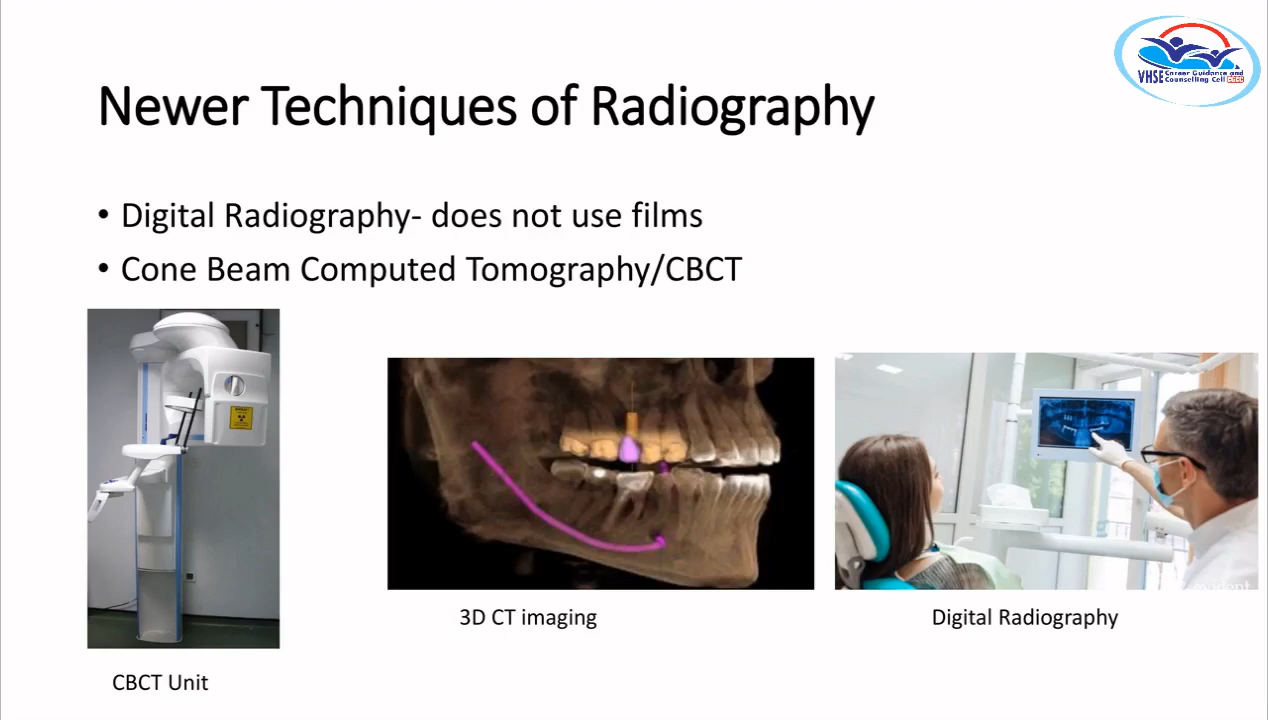 VHSE Career Guidance and
Counselling Cell
Newer Techniques of Radiography
• Digital Radiography- does not use films
• Cone Beam Computed Tomography/CBCT
3D CT imaging
Digital Radiography
CBCT Unit